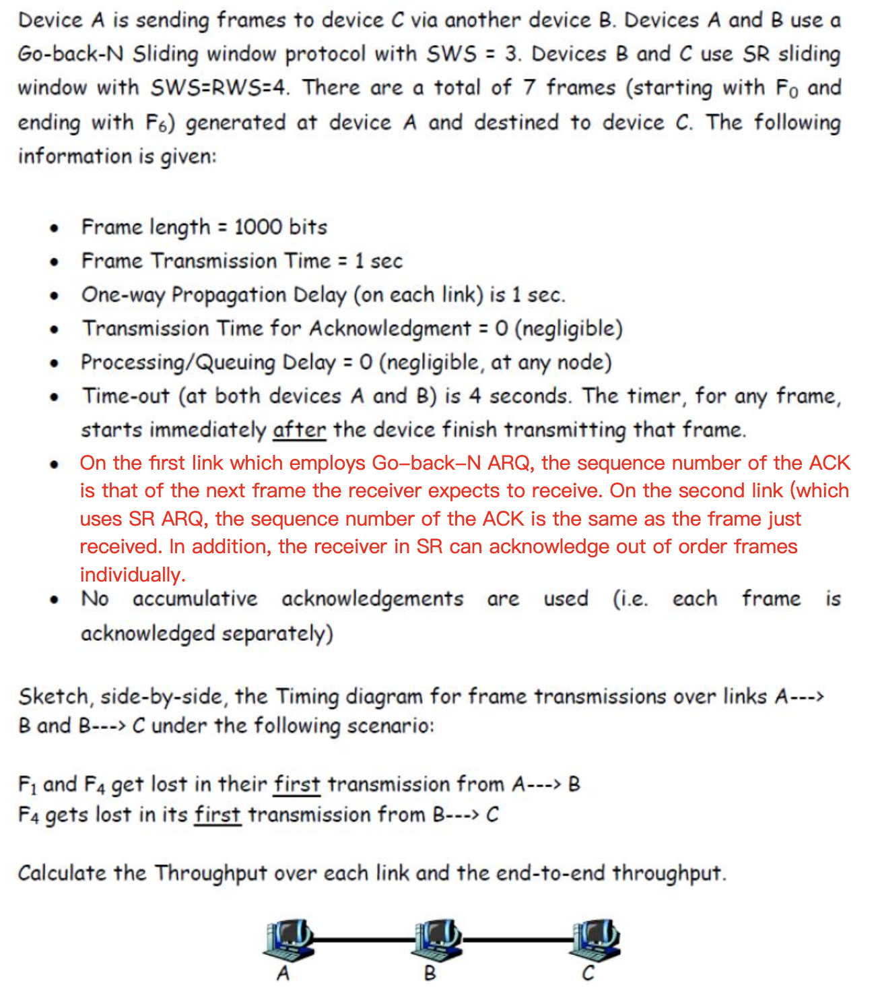 Device A is sending frames to device C via another device B. Devices A and B use a
Go-back-N Sliding window protocol with SWS = 3. Devices B and C use SR sliding
window with SWS=RWS=4. There are a total of 7 frames (starting with F0 and
ending with F6) generated at device A and destined to device C. The following
information is given:
• Frame length = 1000 bits
• Frame Transmission Time = 1 sec
• One-way Propagation Delay (on each link) is 1 sec.
• Transmission Time for Acknowledgment = 0 (negligible)
• Processing/Queuing Delay = 0 (negligible, at any node)
• Time-out (at both devices A and B) is 4 seconds. The timer, for any frame,
starts immediately after the device finish transmitting that frame.
• On the first link which employs Go-back-N ARQ, the sequence number of the ACK
is that of the next frame the receiver expects to receive. On the second link (which
uses SR ARQ, the sequence number of the ACK is the same as the frame just
received. In addition, the receiver in SR can acknowledge out of order frames
individually.
• No accumulative acknowledgements are used (i.e. each frame is
acknowledged separately)
Sketch, side-by-side, the Timing diagram for frame transmissions over links A--->
B and B---> C under the following scenario:
F1 and F4 get lost in their first transmission from A---> B
F4 gets lost in its first transmission from B---> C
Calculate the Throughput over each link and the end-to-end throughput.
A B C